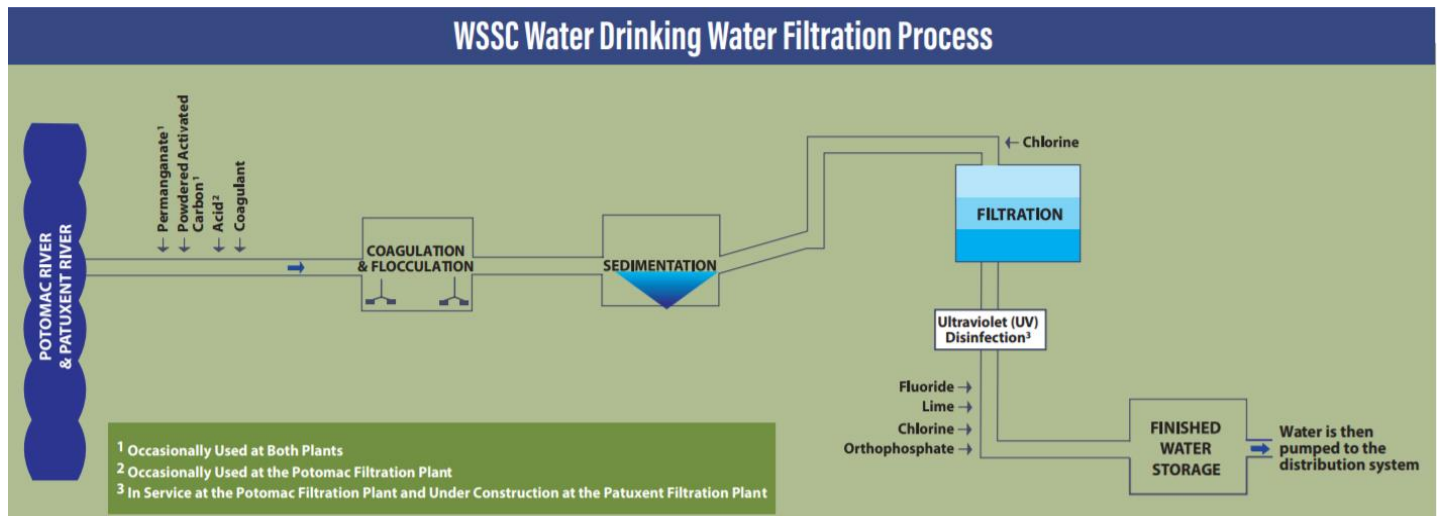 WSSC Water Drinking Water Filtration Process
POTOMAC RIVER
& PATUXENT RIVER
Permanganate¹
Powdered Activated
Carbon¹
Acid²
Coagulant
COAGULATION
& FLOCCULATION
SEDIMENTATION
Chlorine
FILTRATION
Ultraviolet (UV)
Disinfection³
Fluoride
Lime
Chlorine
Orthophosphate
FINISHED
WATER
STORAGE
Water is then
pumped to the
distribution system
¹ Occasionally Used at Both Plants
² Occasionally Used at the Potomac Filtration Plant
³ In Service at the Potomac Filtration Plant and Under Construction at the Patuxent Filtration Plant